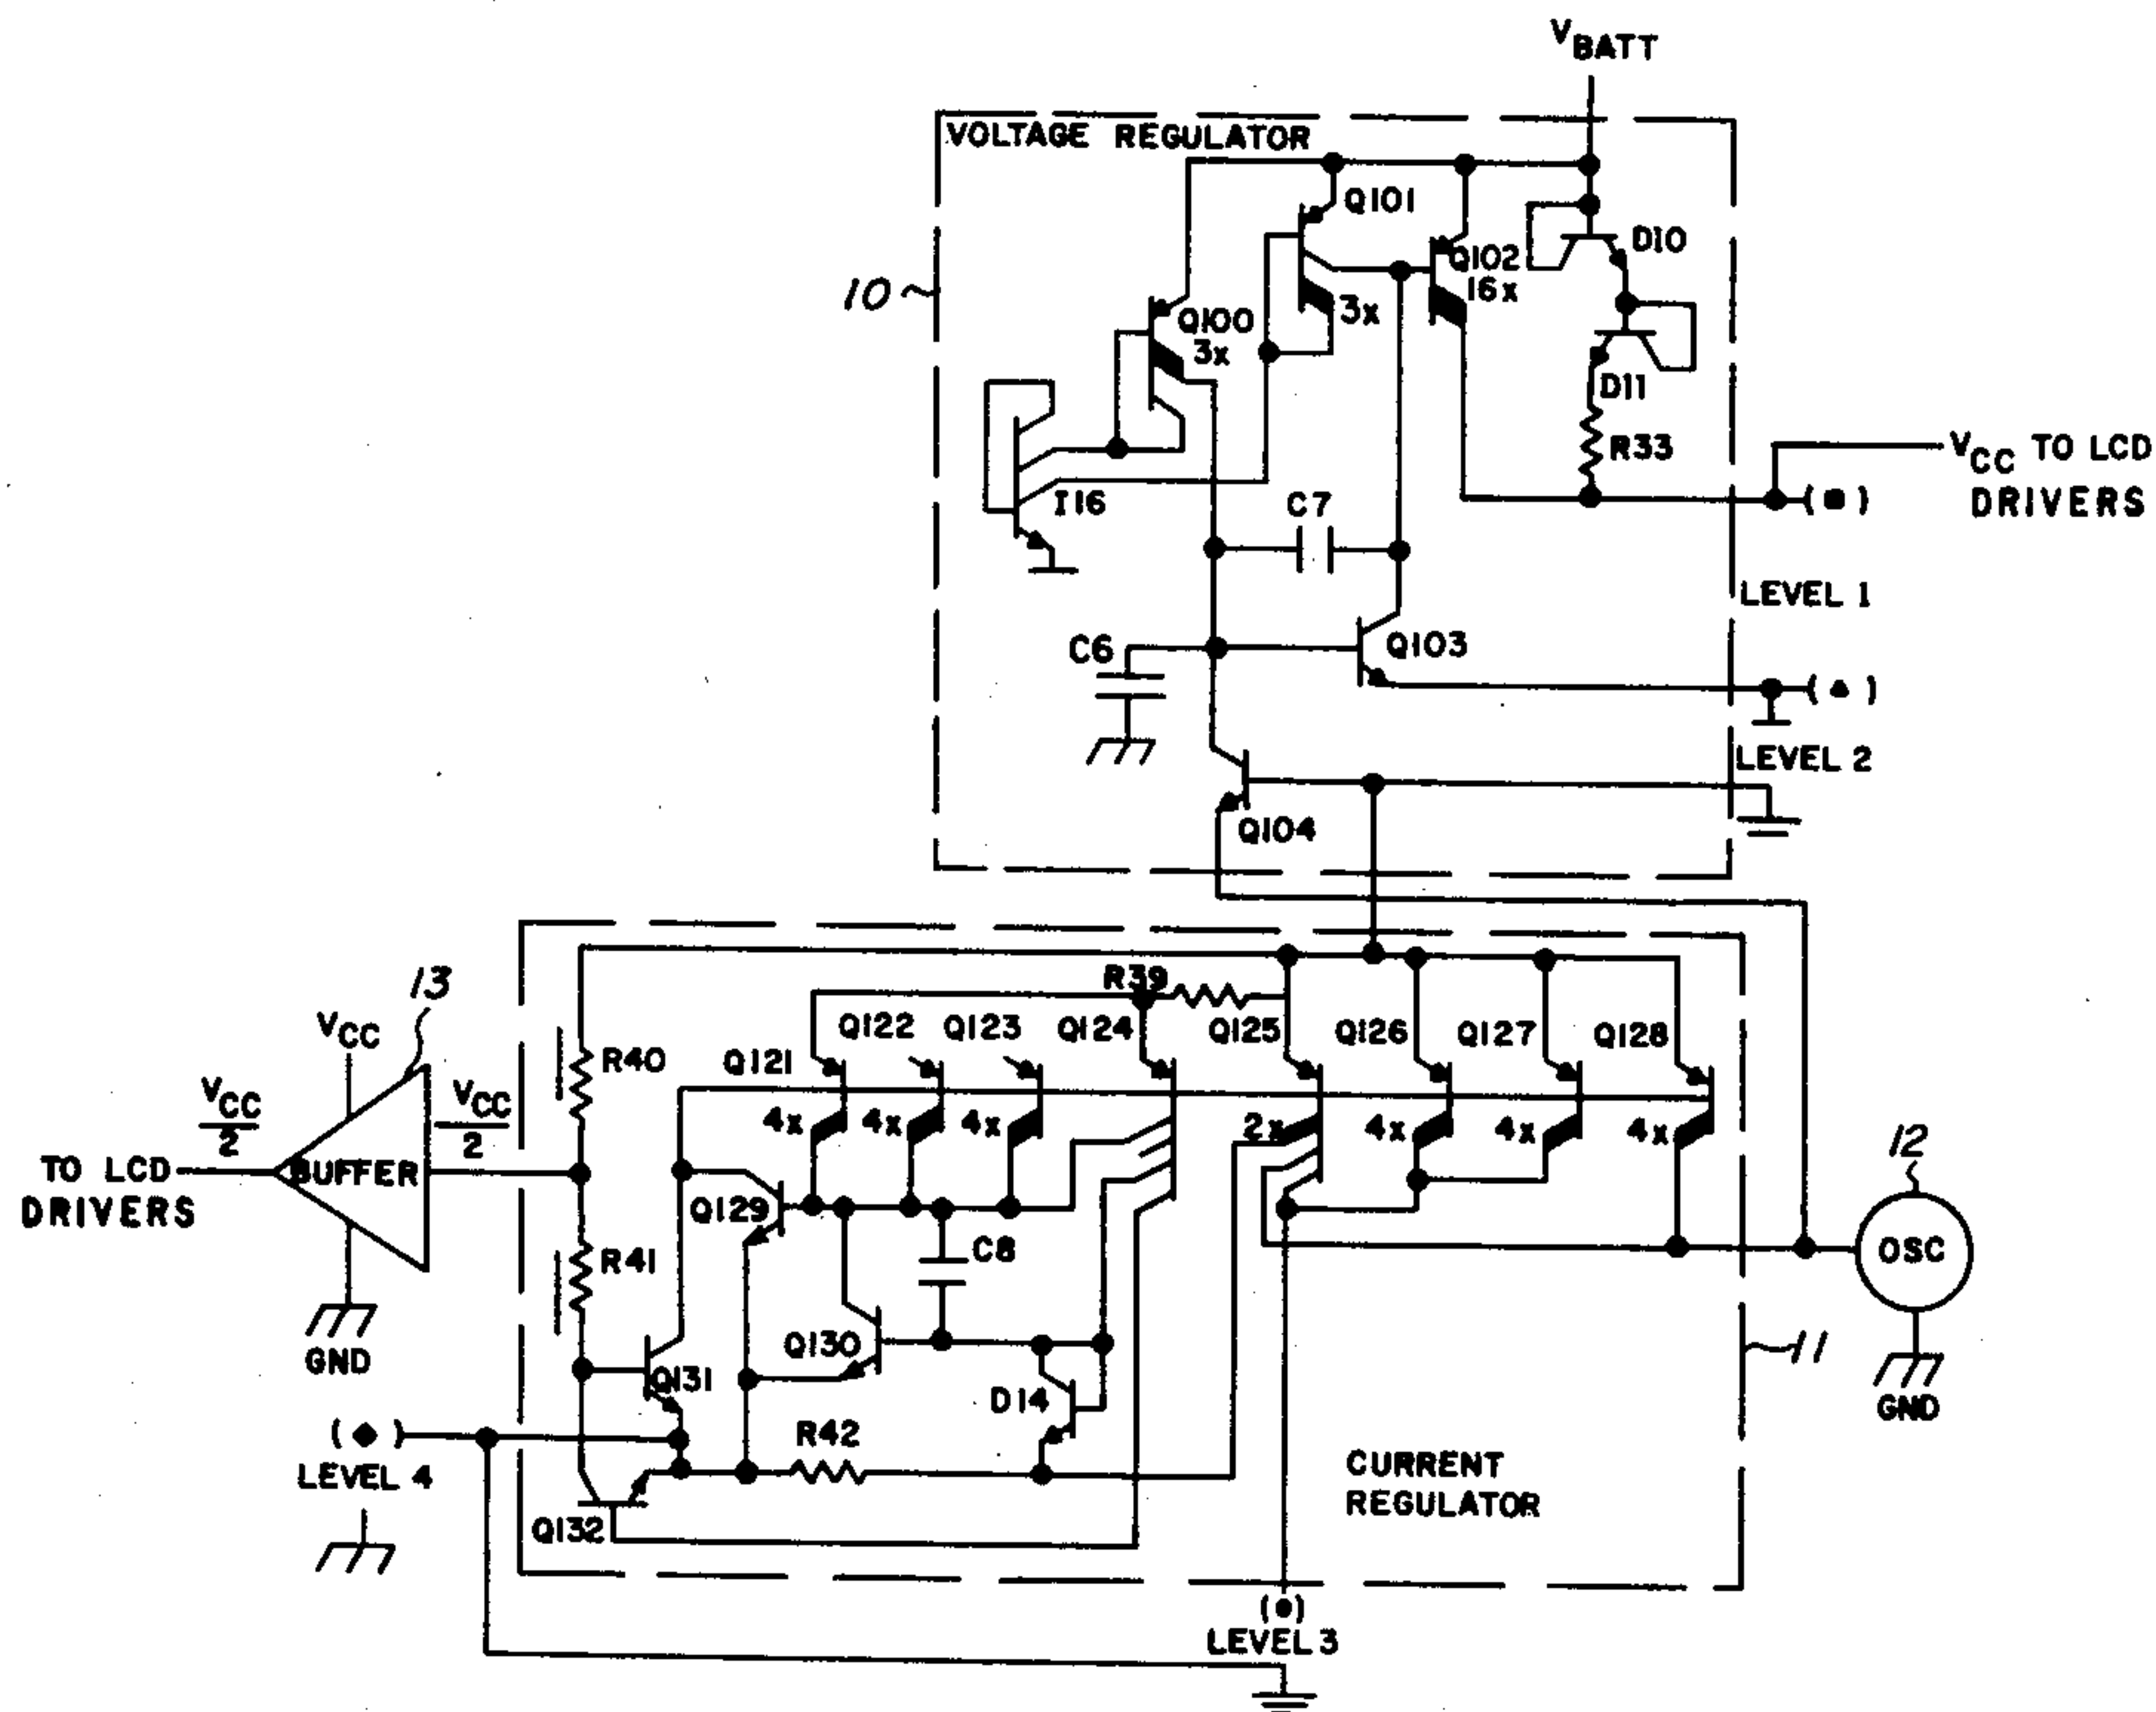 VBATT
VOLTAGE REGULATOR
Q101
D10
Q102
16x
10
Q100
3x
3x
D11
R33
VCC TO LCD
DRIVERS
I16
C7
( ■ )
LEVEL 1
C6
Q103
( ▲ )
LEVEL 2
Q104
13
R39
VCC
Q122
Q123
Q124
Q125
Q126
Q127
Q128
Q121
R40
VCC
2
VCC
2
4x
4x
4x
2x
4x
4x
4x
12
TO LCD
DRIVERS
BUFFER
Q129
R41
C8
OSC
Q130
GND
Q131
D14
11
GND
( ◆ )
LEVEL 4
R42
CURRENT
REGULATOR
Q132
(●)
LEVEL 3